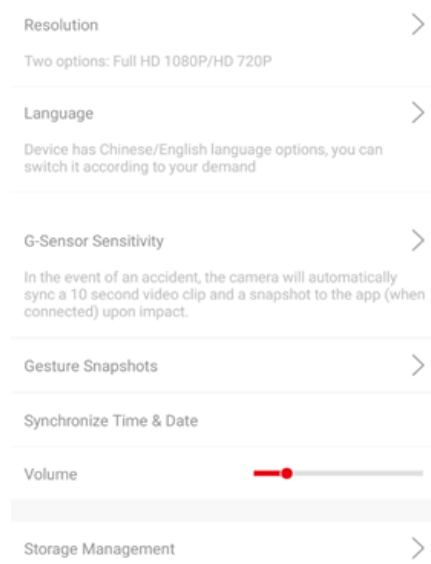 Resolution
Two options: Full HD 1080P/HD 720P
Language
Device has Chinese/English language options, you can
switch it according to your demand
G-Sensor Sensitivity
In the event of an accident, the camera will automatically
sync a 10 second video clip and a snapshot to the app (when
connected) upon impact.
Gesture Snapshots
Synchronize Time & Date
Volume
Storage Management